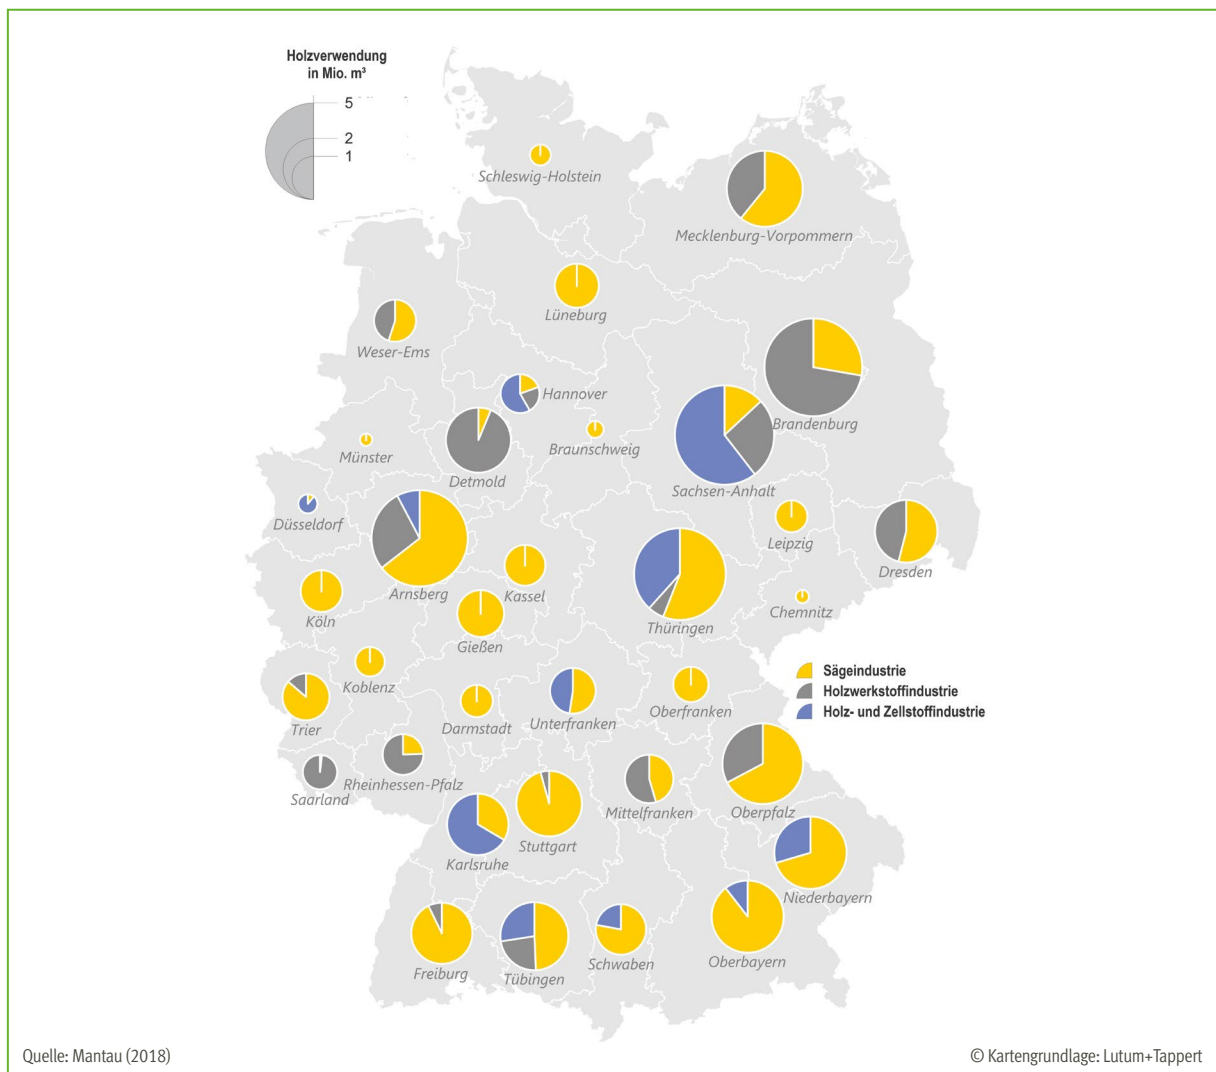 Holzverwendung
in Mio. m³
5
2
1
Schleswig-Holstein
Mecklenburg-Vorpommern
Lüneburg
Weser-Ems
Hannover
Brandenburg
Braunschweig
Münster
Detmold
Sachsen-Anhalt
Düsseldorf
Leipzig
Dresden
Arnsberg
Kassel
Köln
Chemnitz
Gießen
Thüringen
Koblenz
Sägeindustrie
Holzwerkstoffindustrie
Holz- und Zellstoffindustrie
Trier
Darmstadt
Unterfranken
Oberfranken
Rheinhessen-Pfalz
Saarland
Mittelfranken
Oberpfalz
Stuttgart
Karlsruhe
Niederbayern
Freiburg
Tübingen
Schwaben
Oberbayern
Quelle: Mantau (2018)
© Kartengrundlage: Lutum+Tappert